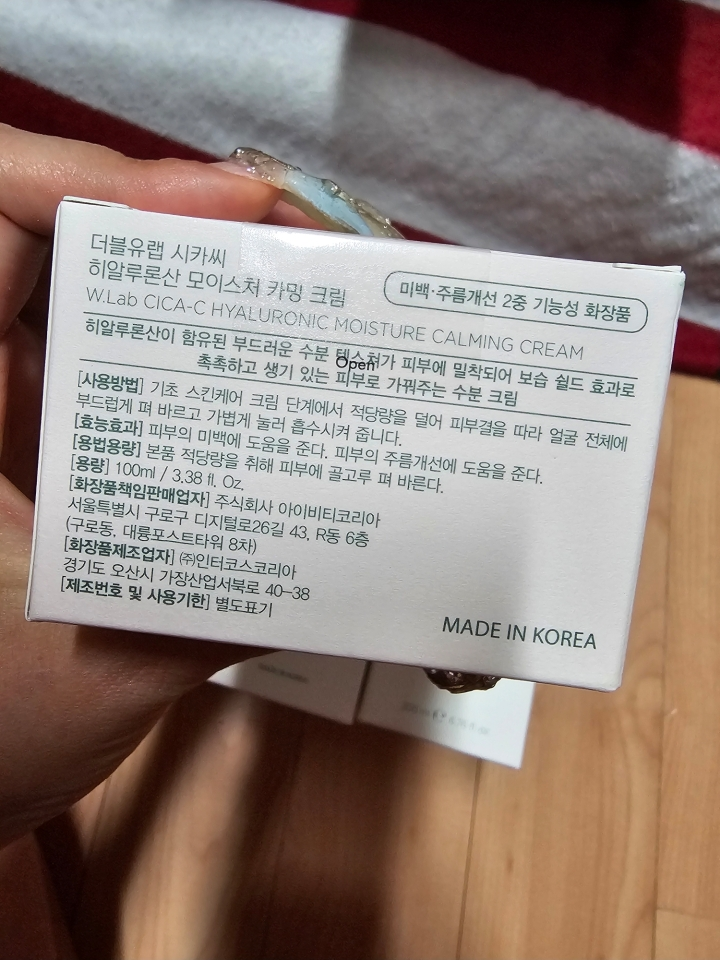 더블유랩 시카씨
히알루론산 모이스처 카밍 크림
미백·주름개선 2중 기능성 화장품
W.Lab CICA-C HYALURONIC MOISTURE CALMING CREAM
히알루론산이 함유된 부드러운 수분 텍스쳐가 피부에 밀착되어 보습 쉴드 효과로
Open
촉촉하고 생기 있는 피부로 가꿔주는 수분 크림
[사용방법] 기초 스킨케어 크림 단계에서 적당량을 덜어 피부결을 따라 얼굴 전체에
부드럽게 펴 바르고 가볍게 눌러 흡수시켜 줍니다.
[효능효과] 피부의 미백에 도움을 준다. 피부의 주름개선에 도움을 준다.
[용법용량] 본품 적당량을 취해 피부에 골고루 펴 바른다.
[용량] 100ml / 3.38 fl. Oz.
[화장품책임판매업자] 주식회사 아이비티코리아
서울특별시 구로구 디지털로26길 43, R동 6층
(구로동, 대륭포스트타워 8차)
[화장품제조업자] ㈜인터코스코리아
경기도 오산시 가장산업서북로 40-38
[제조번호 및 사용기한] 별도표기
MADE IN KOREA